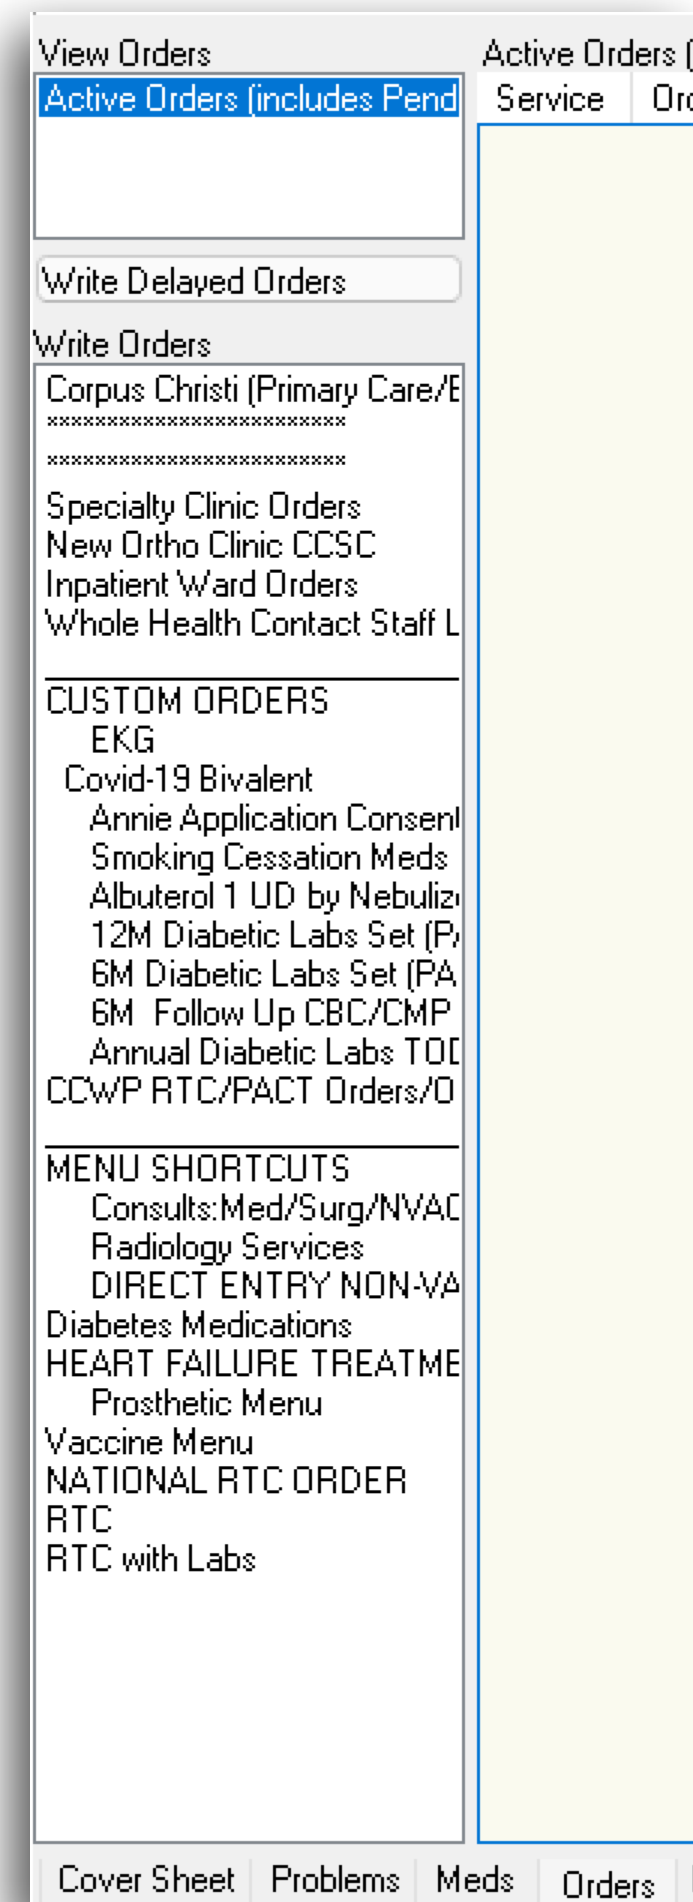 View Orders
Active Orders (includes Pend
Write Delayed Orders
Write Orders
Corpus Christi (Primary Care/E
*************************
*************************
Specialty Clinic Orders
New Ortho Clinic CCSC
Inpatient Ward Orders
Whole Health Contact Staff L
CUSTOM ORDERS
EKG
Covid-19 Bivalent
Annie Application Consent
Smoking Cessation Meds
Albuterol 1 UD by Nebuliz
12M Diabetic Labs Set (PA
6M Diabetic Labs Set (PA
6M  Follow Up CBC/CMP
Annual Diabetic Labs TOD
CCWP RTC/PACT Orders/O
MENU SHORTCUTS
Consults:Med/Surg/NVAC
Radiology Services
DIRECT ENTRY NON-VA
Diabetes Medications
HEART FAILURE TREATME
Prosthetic Menu
Vaccine Menu
NATIONAL RTC ORDER
RTC
RTC with Labs
Active Orders (
Service Ord
Cover Sheet Problems Meds Orders